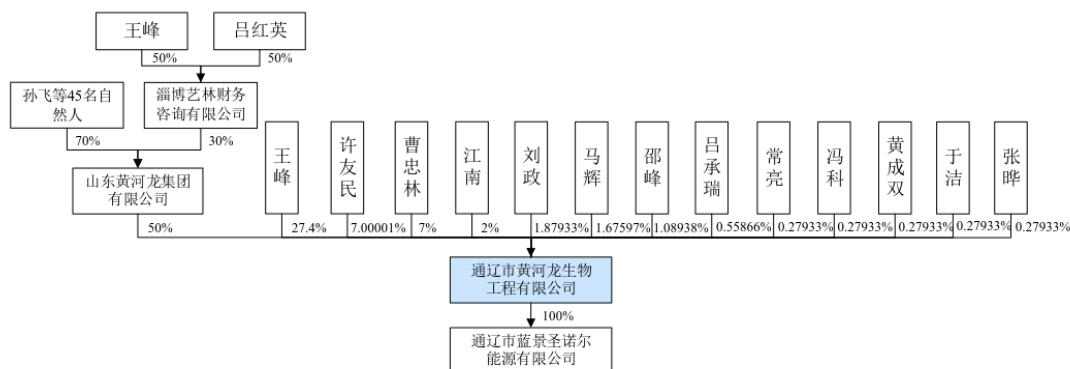 王峰
吕红英
50%
50%
孙飞等45名自
然人
淄博艺林财务
咨询有限公司
70%
30%
山东黄河龙集团
有限公司
王峰
许友民
曹忠林
江南
刘政
马辉
邵峰
吕承瑞
常亮
冯科
黄成双
于洁
张晔
50%
27.4%
7.00001%
7%
2%
1.87933%
1.67597%
1.08938%
0.55866%
0.27933%
0.27933%
0.27933%
0.27933%
0.27933%
通辽市黄河龙生物
工程有限公司
100%
通辽市蓝景圣诺尔
能源有限公司